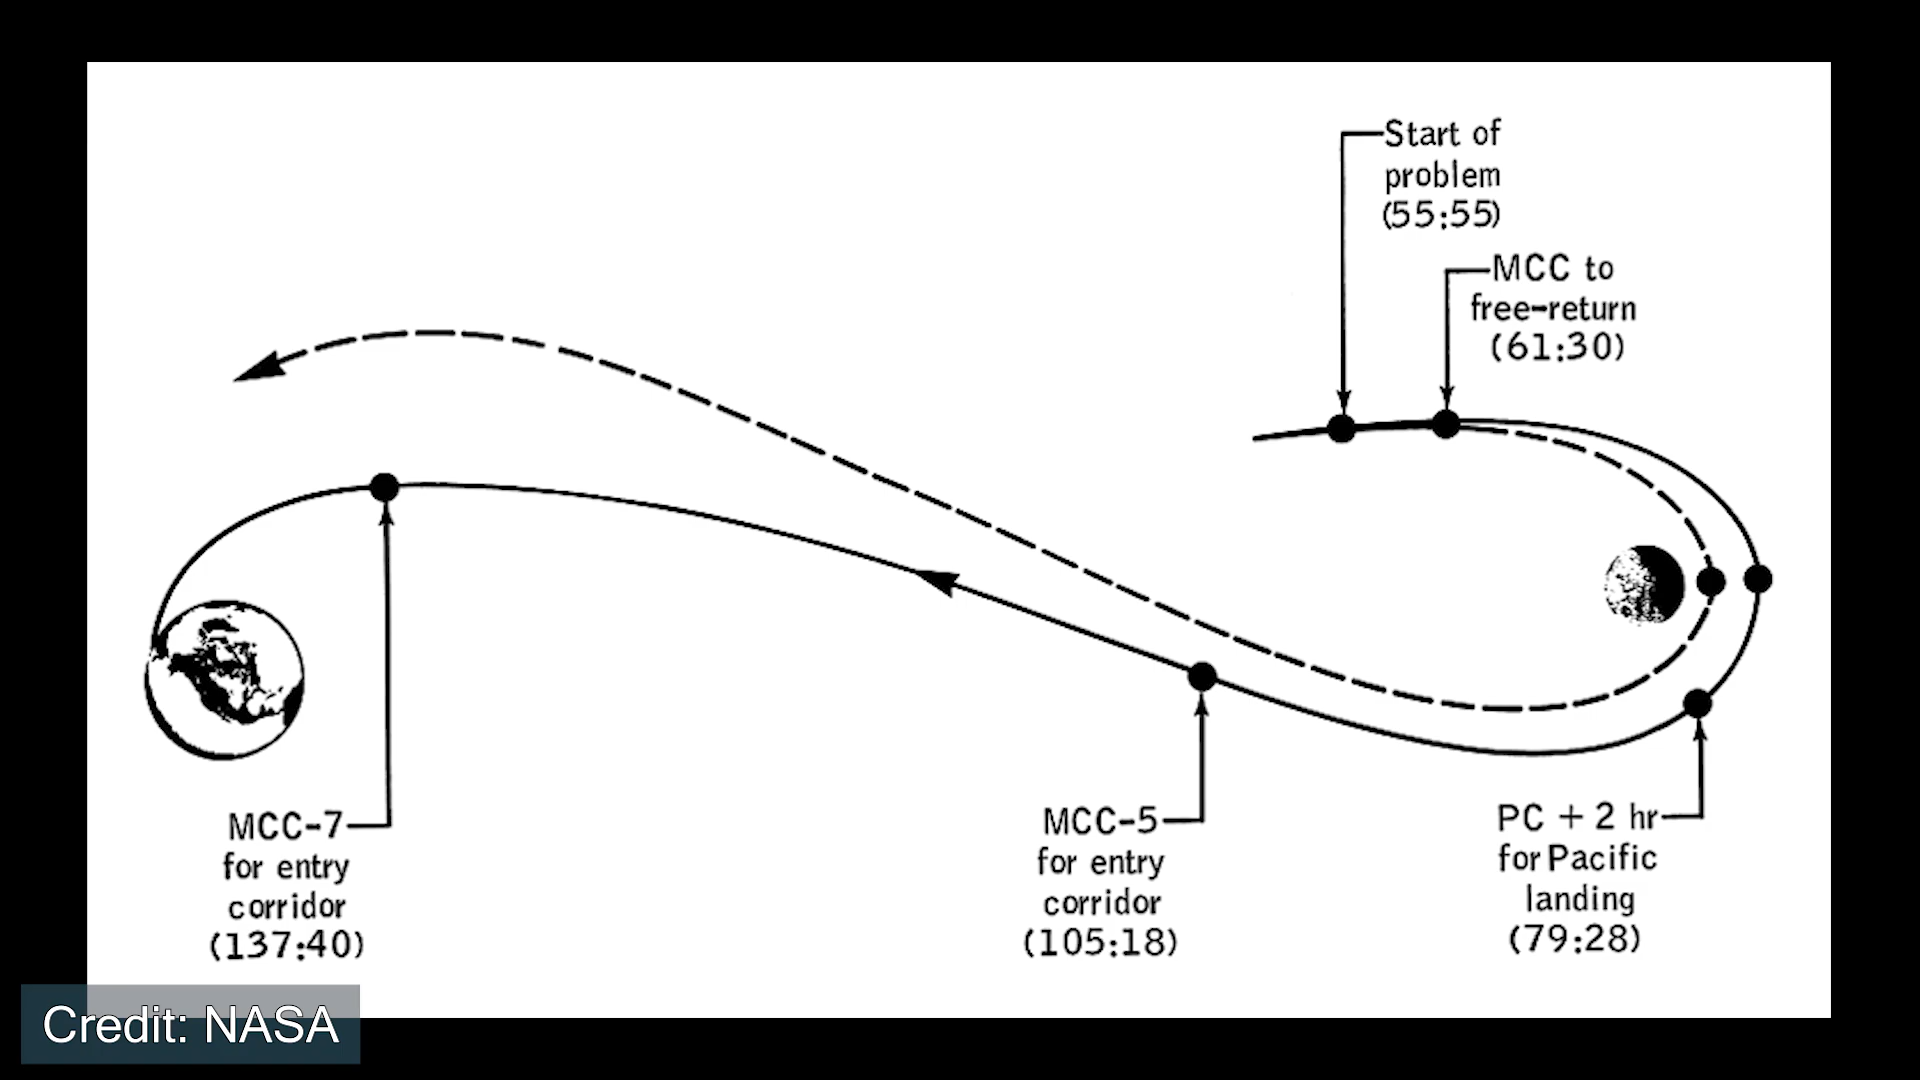 Start of
problem
(55:55)
MCC to
free-return
(61:30)
MCC-7
for entry
corridor
(137:40)
MCC-5
for entry
corridor
(105:18)
PC + 2 hr
for Pacific
landing
(79:28)
Credit: NASA